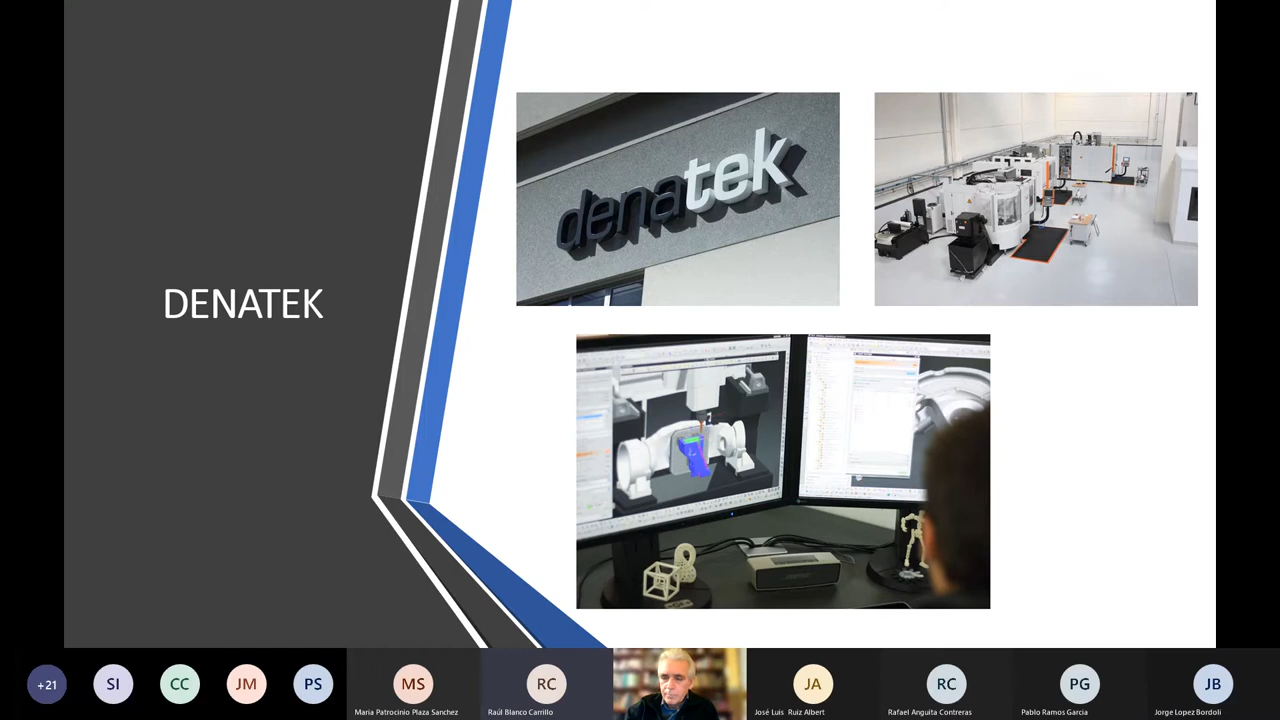 DENATEK
denatek
+21
SI
CC
JM
PS
MS
Maria Patrocinio Plaza Sanchez
RC
Raúl Blanco Carrillo
JA
José Luis Ruiz Albert
RC
Rafael Anguita Contreras
PG
Pablo Ramos Garcia
JB
Jorge Lopez Bordoli